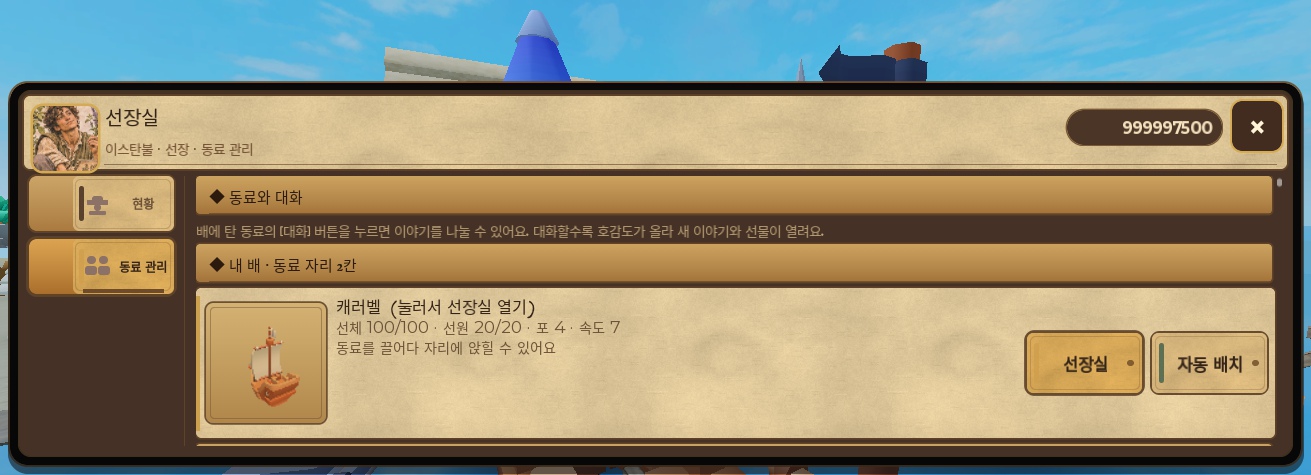 선장실
이스탄불 · 선장 · 동료 관리
999997500
×
현황
동료 관리
◆ 동료와 대화
배에 탄 동료의 [대화] 버튼을 누르면 이야기를 나눌 수 있어요. 대화할수록 호감도가 올라 새 이야기와 선물이 열려요.
◆ 내 배 · 동료 자리 2칸
캐러벨 (눌러서 선장실 열기)
선체 100/100 · 선원 20/20 · 포 4 · 속도 7
동료를 끌어다 자리에 앉힐 수 있어요
선장실
자동 배치